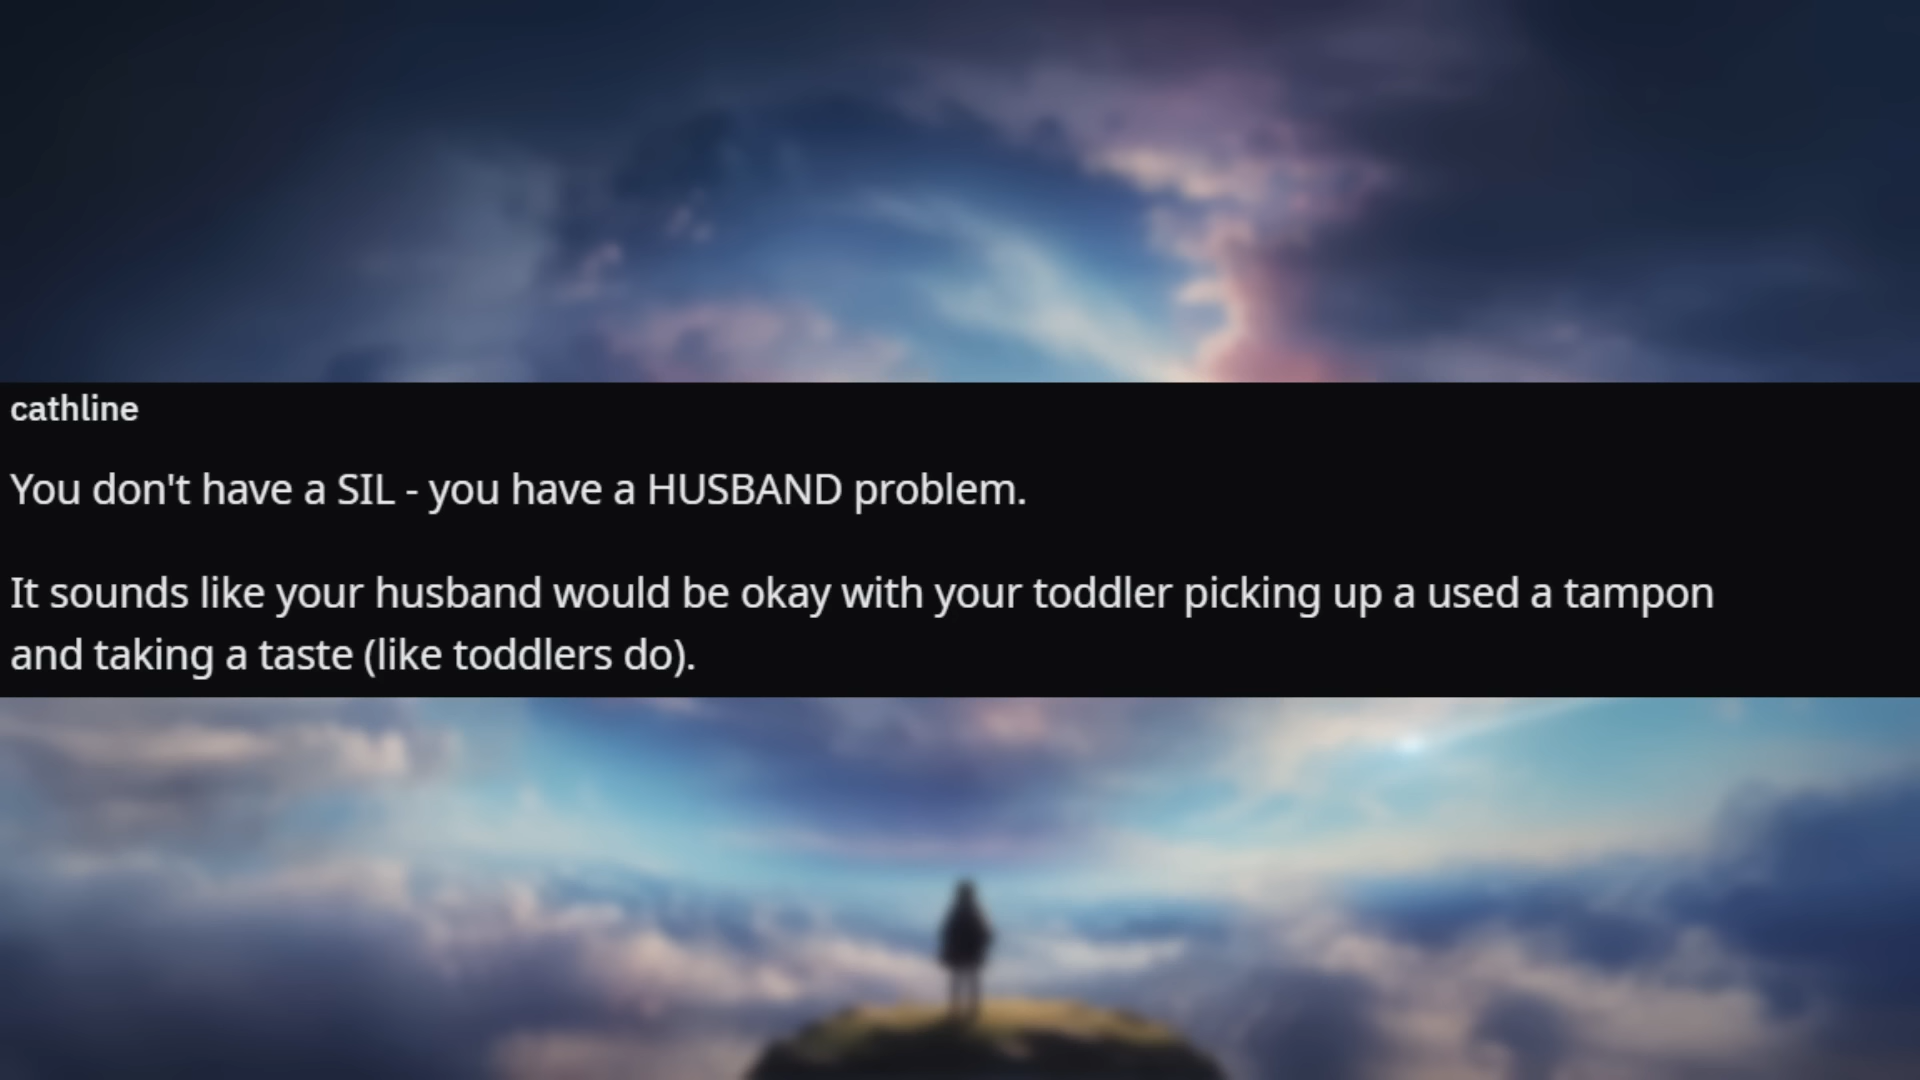 cathline
You don't have a SIL - you have a HUSBAND problem.
It sounds like your husband would be okay with your toddler picking up a used a tampon
and taking a taste (like toddlers do).